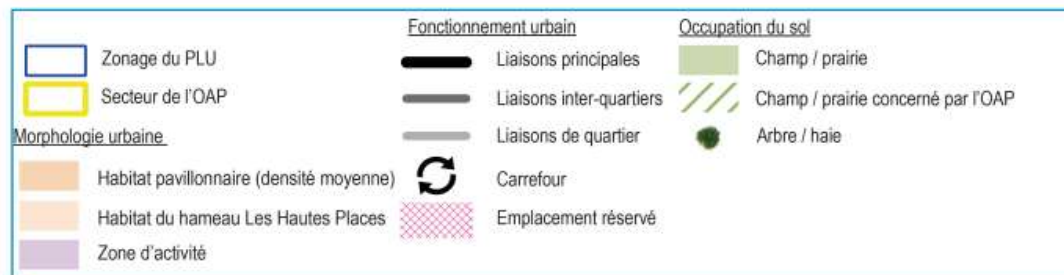 Zonage du PLU
Secteur de l'OAP
Morphologie urbaine
Habitat pavillonnaire (densité moyenne)
Habitat du hameau Les Hautes Places
Zone d'activité
Fonctionnement urbain
Liaisons principales
Liaisons inter-quartiers
Liaisons de quartier
Carrefour
Emplacement réservé
Occupation du sol
Champ / prairie
Champ / prairie concerné par l'OAP
Arbre / haie